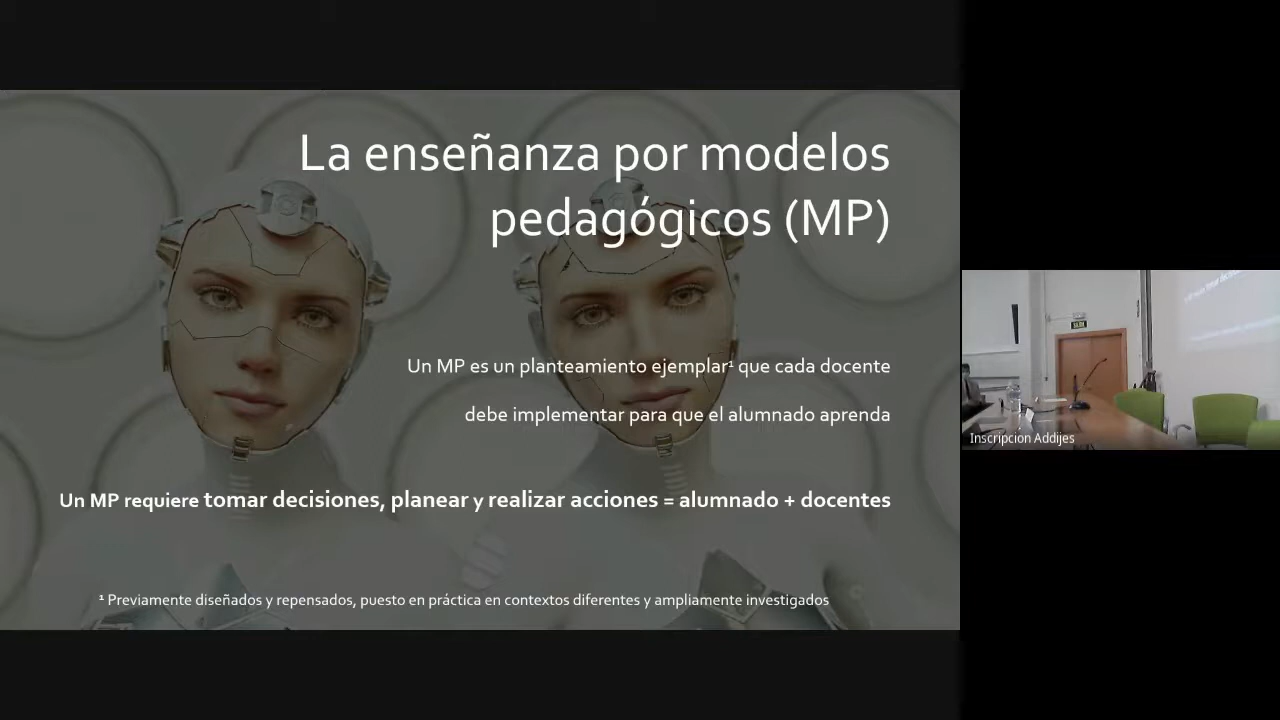 La enseñanza por modelos
pedagógicos (MP)
Un MP es un planteamiento ejemplar¹ que cada docente
debe implementar para que el alumnado aprenda
Un MP requiere tomar decisiones, planear y realizar acciones = alumnado + docentes
¹ Previamente diseñados y repensados, puesto en práctica en contextos diferentes y ampliamente investigados
Inscripcion Addijes